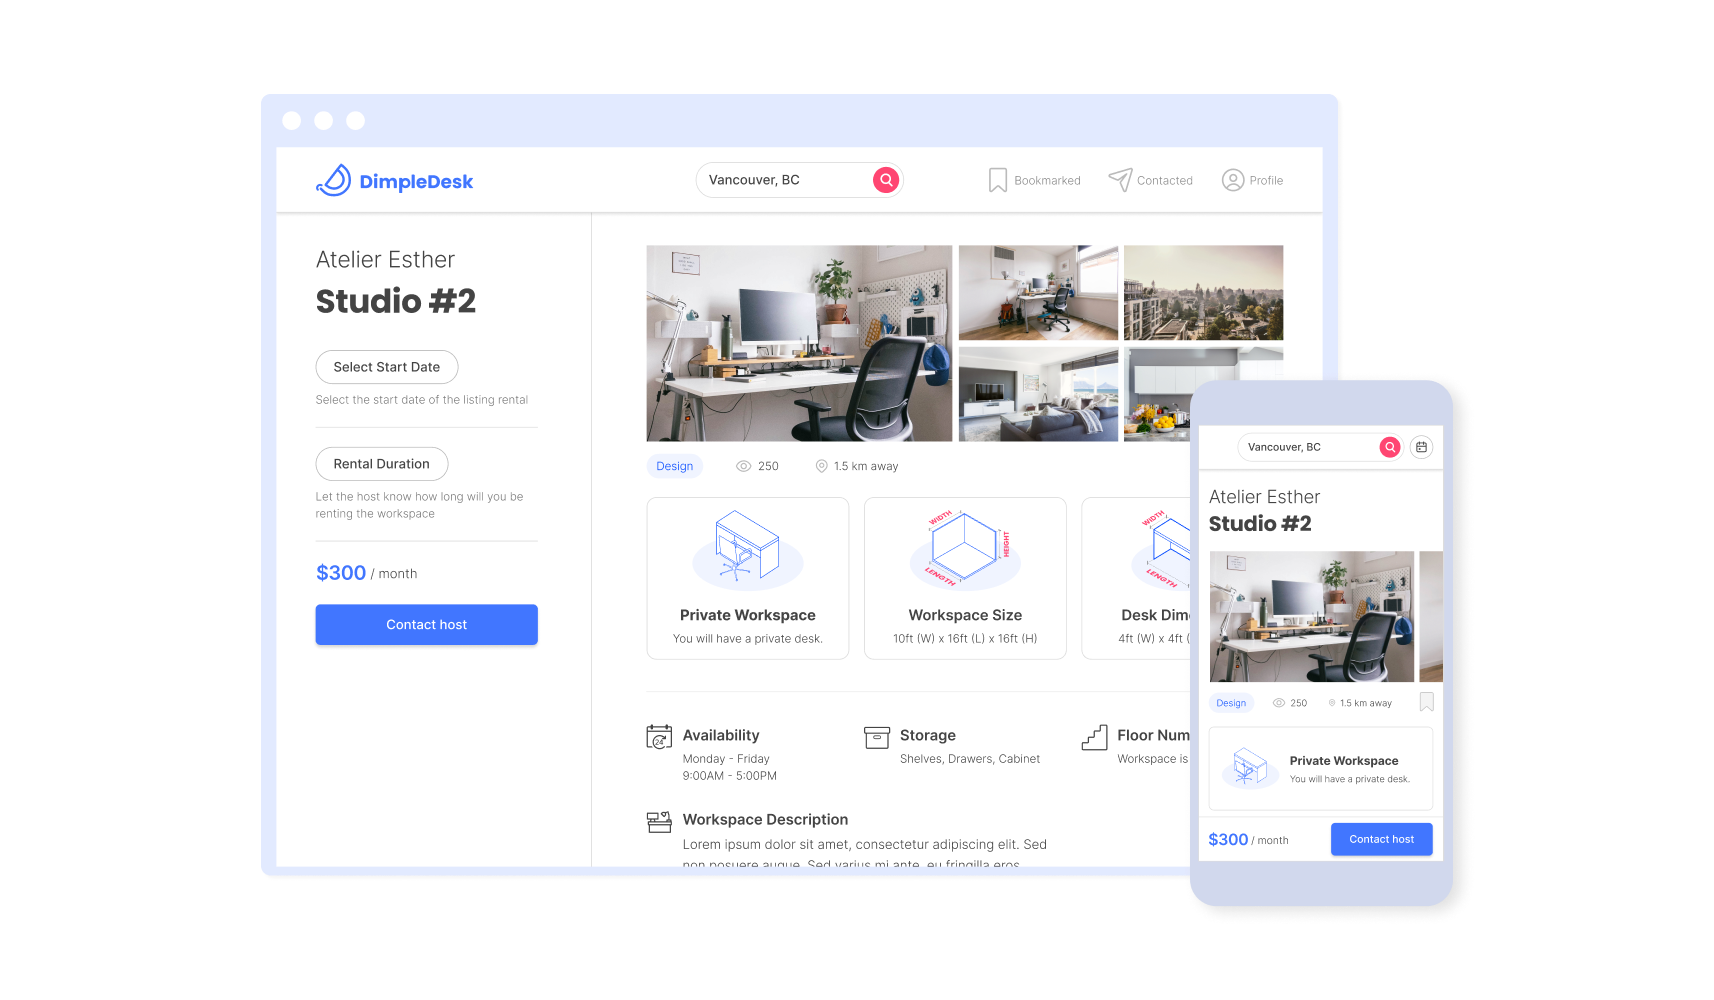 DimpleDesk
Vancouver, BC
Bookmarked
Contacted
Profile
Atelier Esther
Studio #2
Select Start Date
Select the start date of the listing rental
Rental Duration
Let the host know how long will you be
renting the workspace
$300 / month
Contact host
Design
250
1.5 km away
WIDTH
HEIGHT
LENGTH
Private Workspace
You will have a private desk.
Workspace Size
10ft (W) x 16ft (L) x 16ft (H)
WIDTH
LENGTH
Desk Dime
4ft (W) x 4ft (
24
Availability
Monday - Friday
9:00AM - 5:00PM
Storage
Shelves, Drawers, Cabinet
Floor Num
Workspace is
Workspace Description
Lorem ipsum dolor sit amet, consectetur adipiscing elit. Sed
non posuere augue. Sed varius mi ante, eu fringilla eros
Vancouver, BC
Atelier Esther
Studio #2
Design
250
1.5 km away
Private Workspace
You will have a private desk.
$300 / month
Contact host